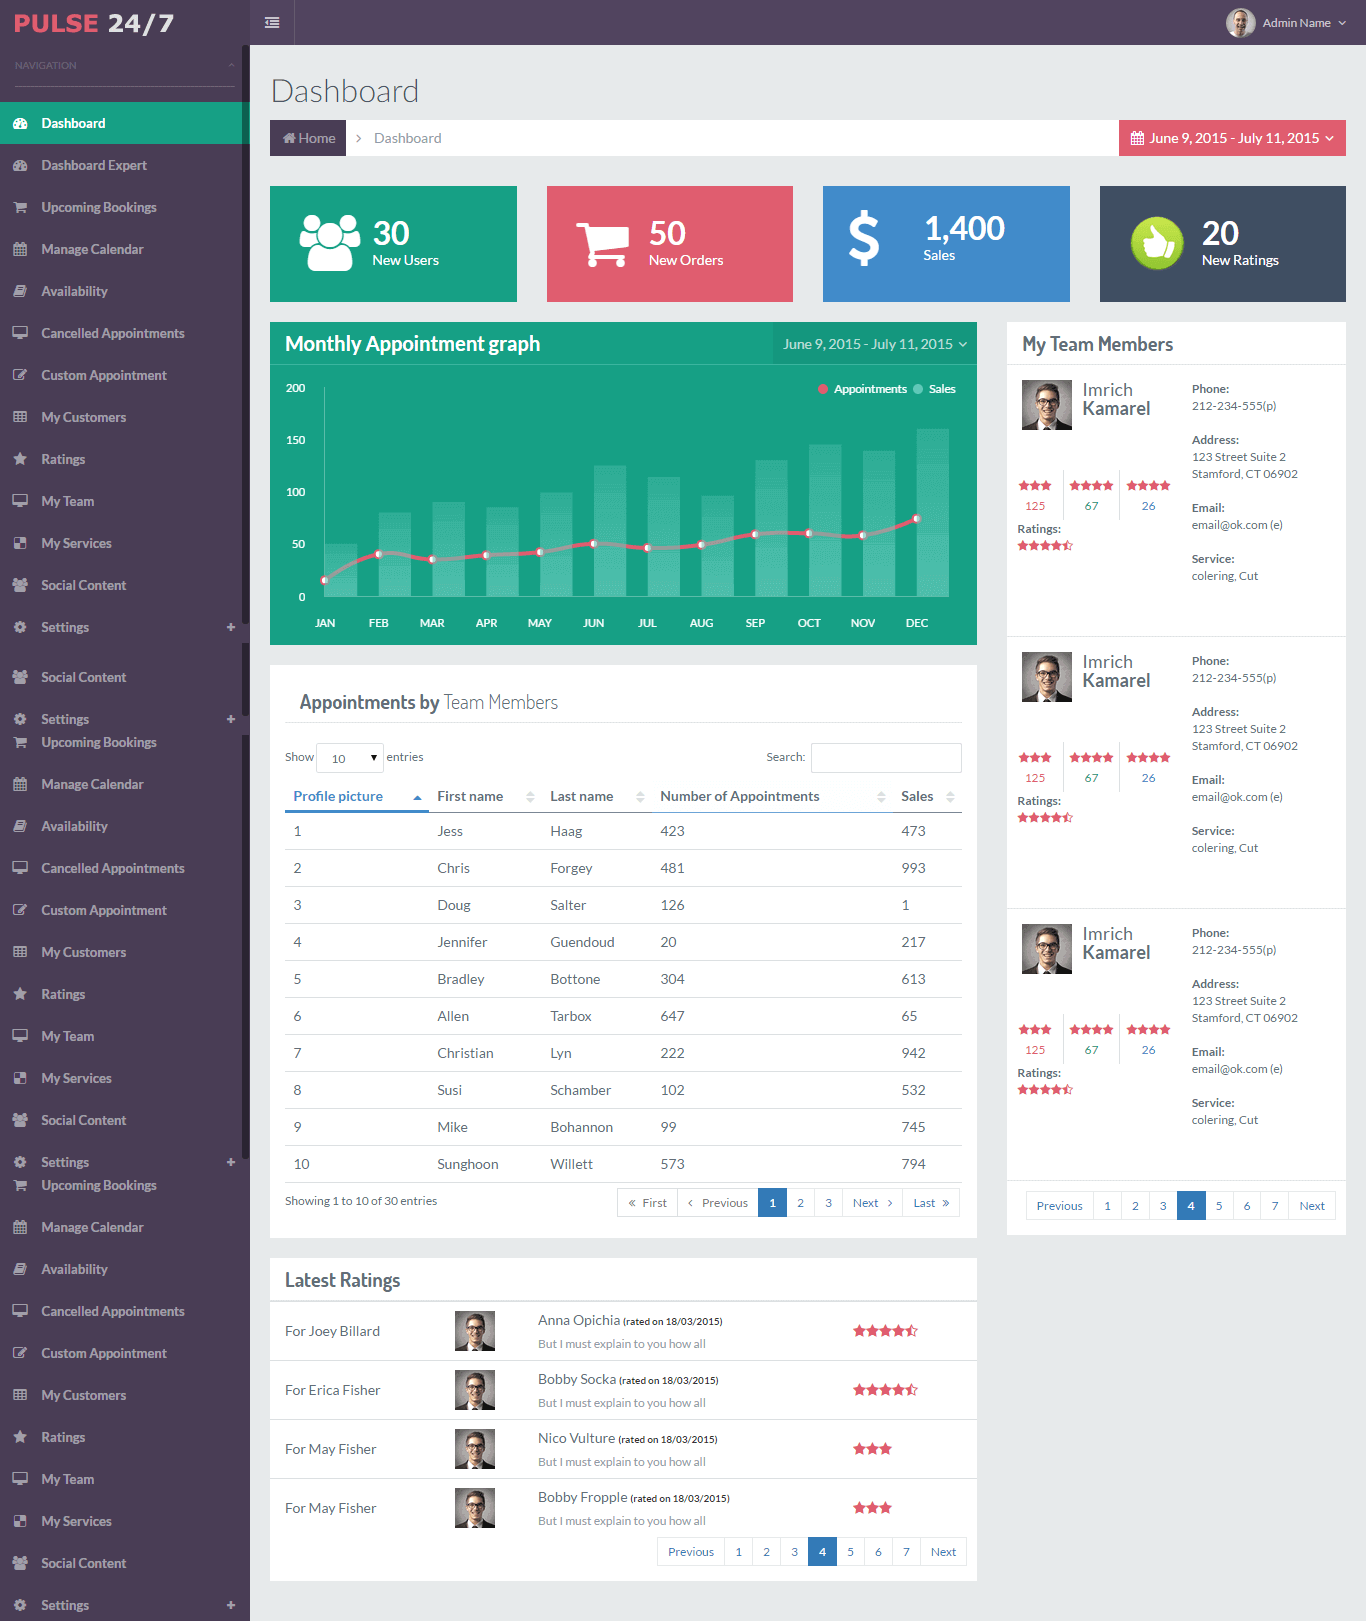 PULSE 24/7
Admin Name
NAVIGATION
Dashboard
Dashboard Expert
Upcoming Bookings
Manage Calendar
Availability
Cancelled Appointments
Custom Appointment
My Customers
Ratings
My Team
My Services
Social Content
Settings
Social Content
Settings
Upcoming Bookings
Manage Calendar
Availability
Cancelled Appointments
Custom Appointment
My Customers
Ratings
My Team
My Services
Social Content
Settings
Upcoming Bookings
Manage Calendar
Availability
Cancelled Appointments
Custom Appointment
My Customers
Ratings
My Team
My Services
Social Content
Settings
Dashboard
Home > Dashboard
June 9, 2015 - July 11, 2015
30
New Users
50
New Orders
$ 1,400
Sales
20
New Ratings
Monthly Appointment graph
June 9, 2015 - July 11, 2015
Appointments Sales
200
150
100
50
0
JAN FEB MAR APR MAY JUN JUL AUG SEP OCT NOV DEC
Appointments by Team Members
Show 10 entries
Search:
Profile picture First name Last name Number of Appointments Sales
1 Jess Haag 423 473
2 Chris Forgey 481 993
3 Doug Salter 126 1
4 Jennifer Guendoud 20 217
5 Bradley Bottone 304 613
6 Allen Tarbox 647 65
7 Christian Lyn 222 942
8 Susi Schamber 102 532
9 Mike Bohannon 99 745
10 Sunghoon Willett 573 794
Showing 1 to 10 of 30 entries
« First ‹ Previous 1 2 3 Next › Last »
Latest Ratings
For Joey Billard
Anna Opichia (rated on 18/03/2015)
But I must explain to you how all
For Erica Fisher
Bobby Socka (rated on 18/03/2015)
But I must explain to you how all
For May Fisher
Nico Vulture (rated on 18/03/2015)
But I must explain to you how all
For May Fisher
Bobby Fropple (rated on 18/03/2015)
But I must explain to you how all
Previous 1 2 3 4 5 6 7 Next
My Team Members
Imrich
Kamarel
125 67 26
Ratings:
Phone:
212-234-555(p)
Address:
123 Street Suite 2
Stamford, CT 06902
Email:
email@ok.com (e)
Service:
colering, Cut
Imrich
Kamarel
125 67 26
Ratings:
Phone:
212-234-555(p)
Address:
123 Street Suite 2
Stamford, CT 06902
Email:
email@ok.com (e)
Service:
colering, Cut
Imrich
Kamarel
125 67 26
Ratings:
Phone:
212-234-555(p)
Address:
123 Street Suite 2
Stamford, CT 06902
Email:
email@ok.com (e)
Service:
colering, Cut
Previous 1 2 3 4 5 6 7 Next